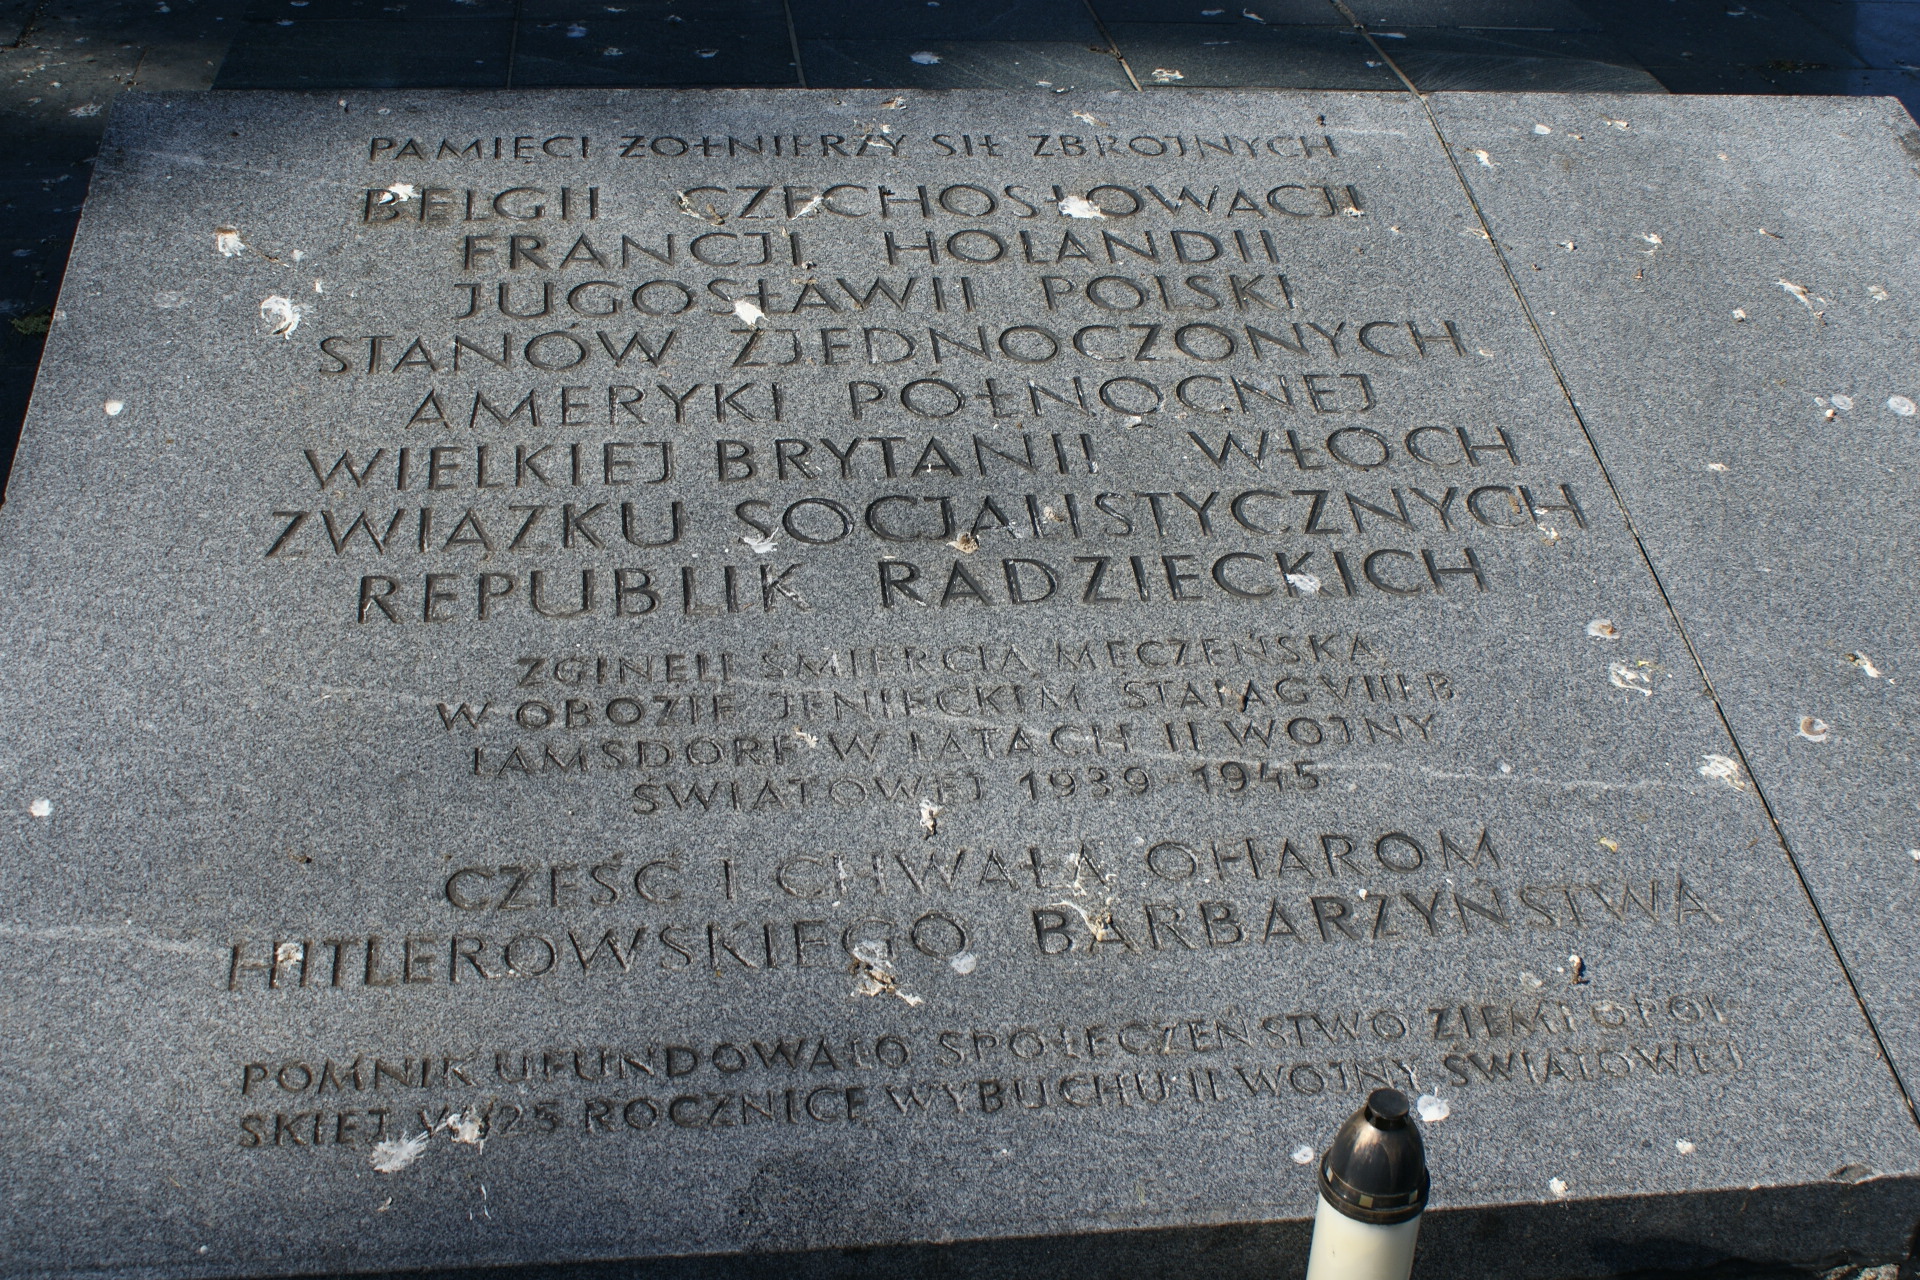 PAMIĘCI ŻOŁNIERZY SIŁ ZBROJNYCH
BELGII CZECHOSŁOWACJI
FRANCJI HOLANDII
JUGOSŁAWII POLSKI
STANÓW ZJEDNOCZONYCH
AMERYKI PÓŁNOCNEJ
WIELKIEJ BRYTANII WŁOCH
ZWIĄZKU SOCJALISTYCZNYCH
REPUBLIK RADZIECKICH
ZGINĘLI ŚMIERCIĄ MĘCZEŃSKĄ
W OBOZIE JENIECKIM STALAG VIII B
LAMSDORF W LATACH II WOJNY
ŚWIATOWEJ 1939-1945
CZEŚĆ I CHWAŁA OFIAROM
HITLEROWSKIEGO BARBARZYŃSTWA
POMNIK UFUNDOWAŁO SPOŁECZEŃSTWO ZIEMI OPOL
SKIEJ W 25 ROCZNICĘ WYBUCHU II WOJNY ŚWIATOWEJ